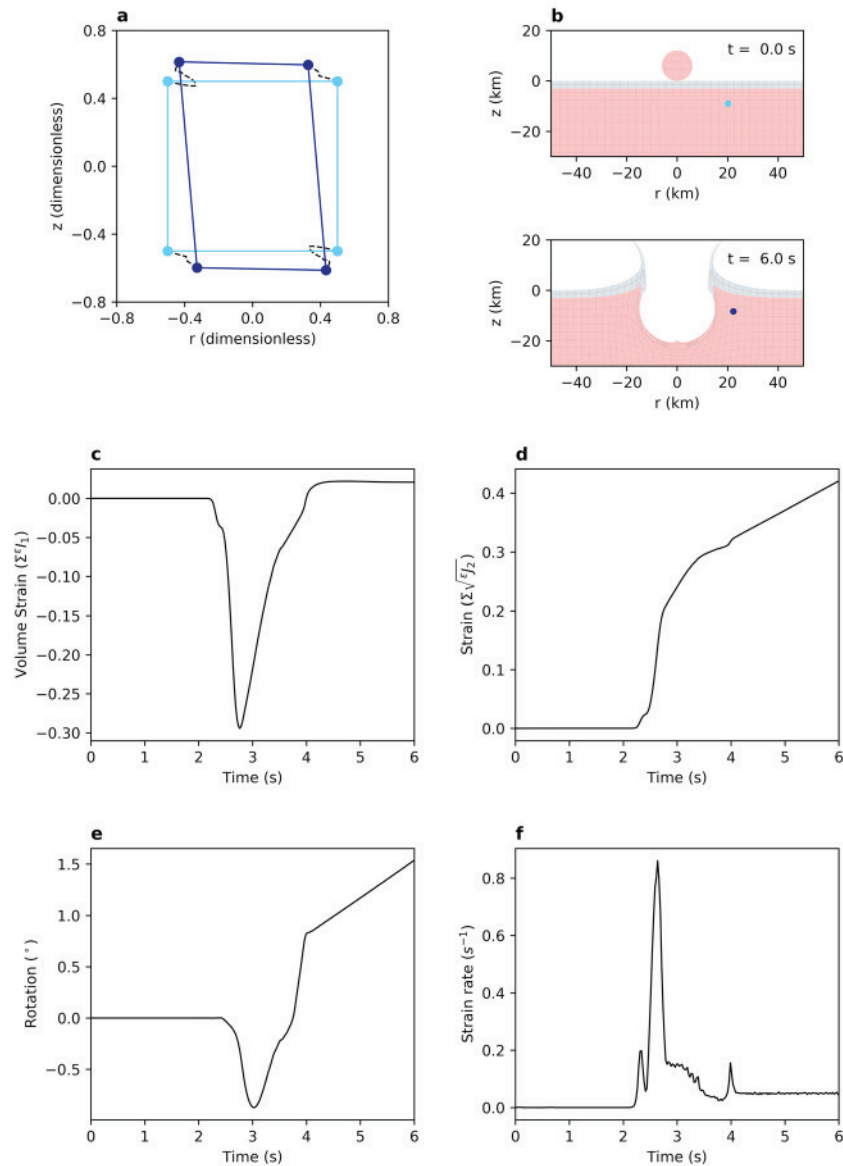 a
0.8
0.4
0.0
−0.4
−0.8
−0.8 −0.4 0.0 0.4 0.8
z (dimensionless)
r (dimensionless)
b
20
0
−20
−40 −20 0 20 40
z (km)
r (km)
t = 0.0 s
20
0
−20
−40 −20 0 20 40
z (km)
r (km)
t = 6.0 s
c
0.00
−0.05
−0.10
−0.15
−0.20
−0.25
−0.30
0 1 2 3 4 5 6
Volume Strain (Σ^εI₁)
Time (s)
d
0.4
0.3
0.2
0.1
0.0
0 1 2 3 4 5 6
Strain (Σ√^εJ₂)
Time (s)
e
1.5
1.0
0.5
0.0
−0.5
0 1 2 3 4 5 6
Rotation (°)
Time (s)
f
0.8
0.6
0.4
0.2
0.0
0 1 2 3 4 5 6
Strain rate (s⁻¹)
Time (s)